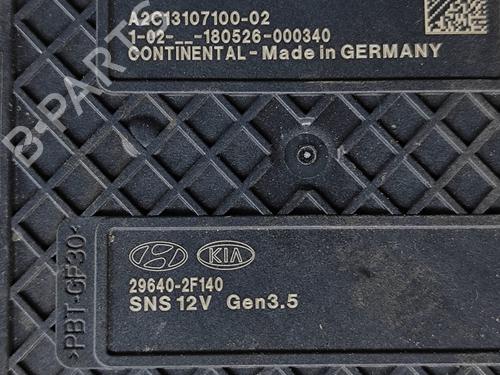 A2C13107100-02
1-02-__-180526-000340
CONTINENTAL - Made in GERMANY
B-PARTS
KIA
29640-2F140
SNS 12V Gen3.5
>PBT-GF30<